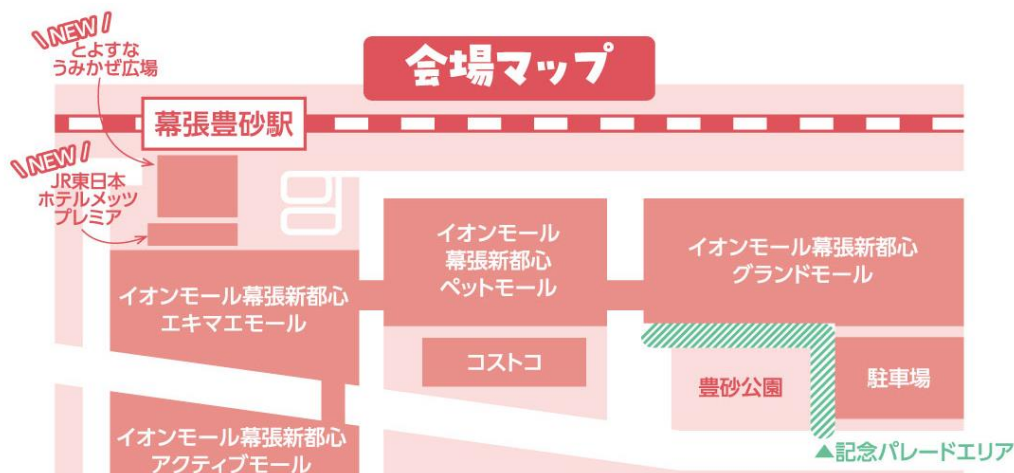 NEW
とよすな
うみかぜ広場
会場マップ
幕張豊砂駅
NEW
JR東日本
ホテルメッツ
プレミア
イオンモール
幕張新都心
ペットモール
イオンモール幕張新都心
グランドモール
イオンモール幕張新都心
エキマエモール
コストコ
豊砂公園
駐車場
イオンモール幕張新都心
アクティブモール
▲記念パレードエリア